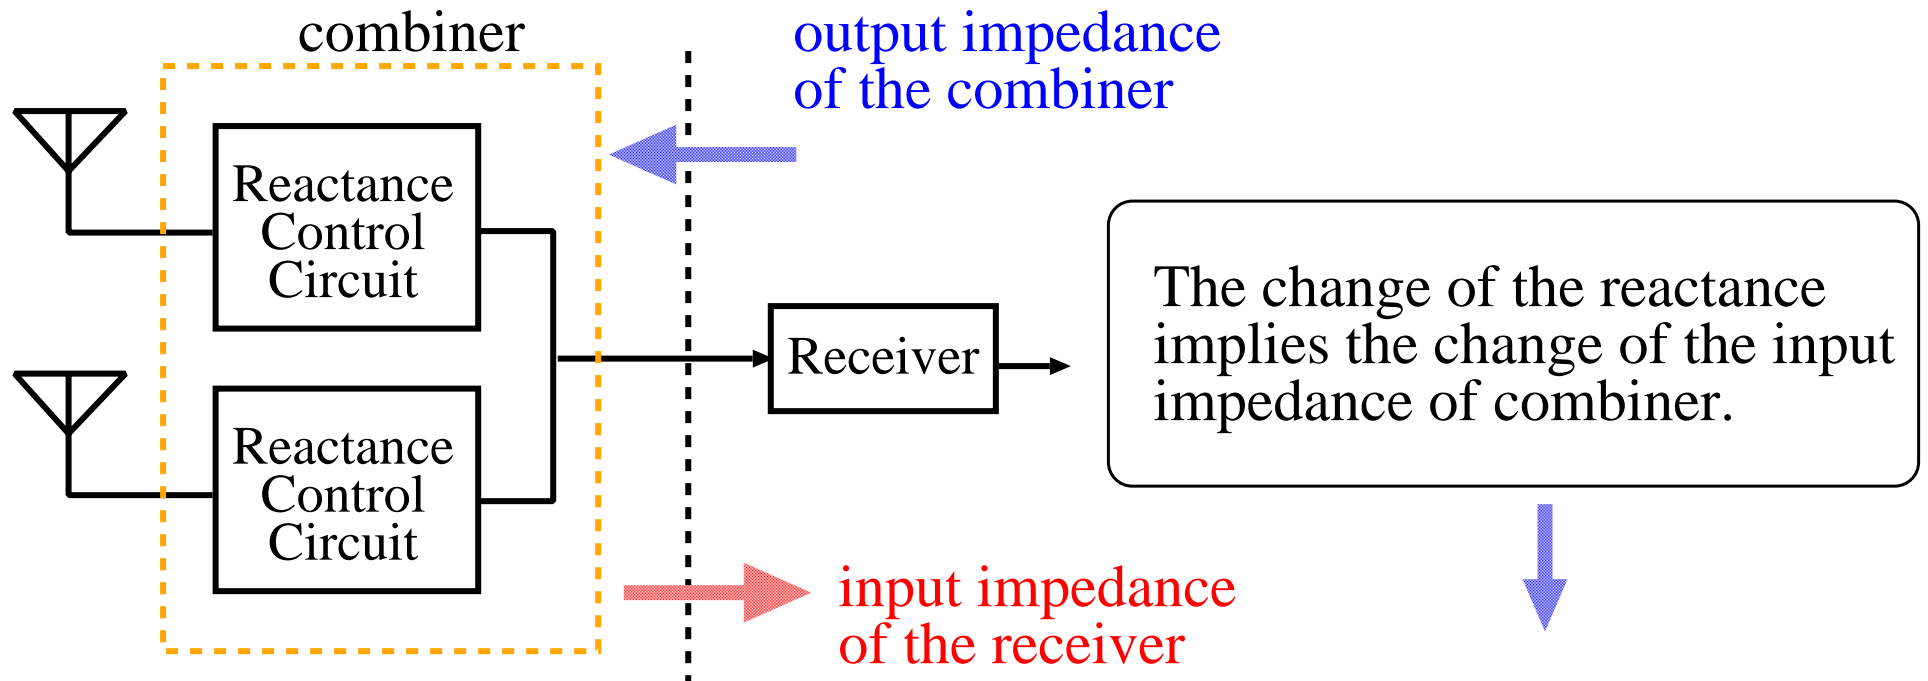 combiner
output impedance
of the combiner
Reactance
Control
Circuit
Receiver
The change of the reactance
implies the change of the input
impedance of combiner.
Reactance
Control
Circuit
input impedance
of the receiver